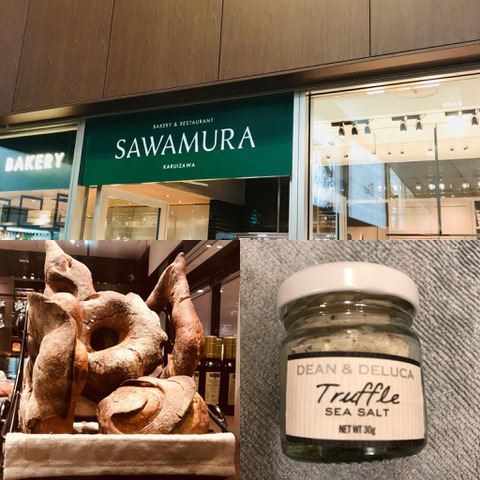 BAKERY & RESTAURANT
SAWAMURA
KARUIZAWA
BAKERY
DEAN & DELUCA
Truffle
SEA SALT
NET WT 30g